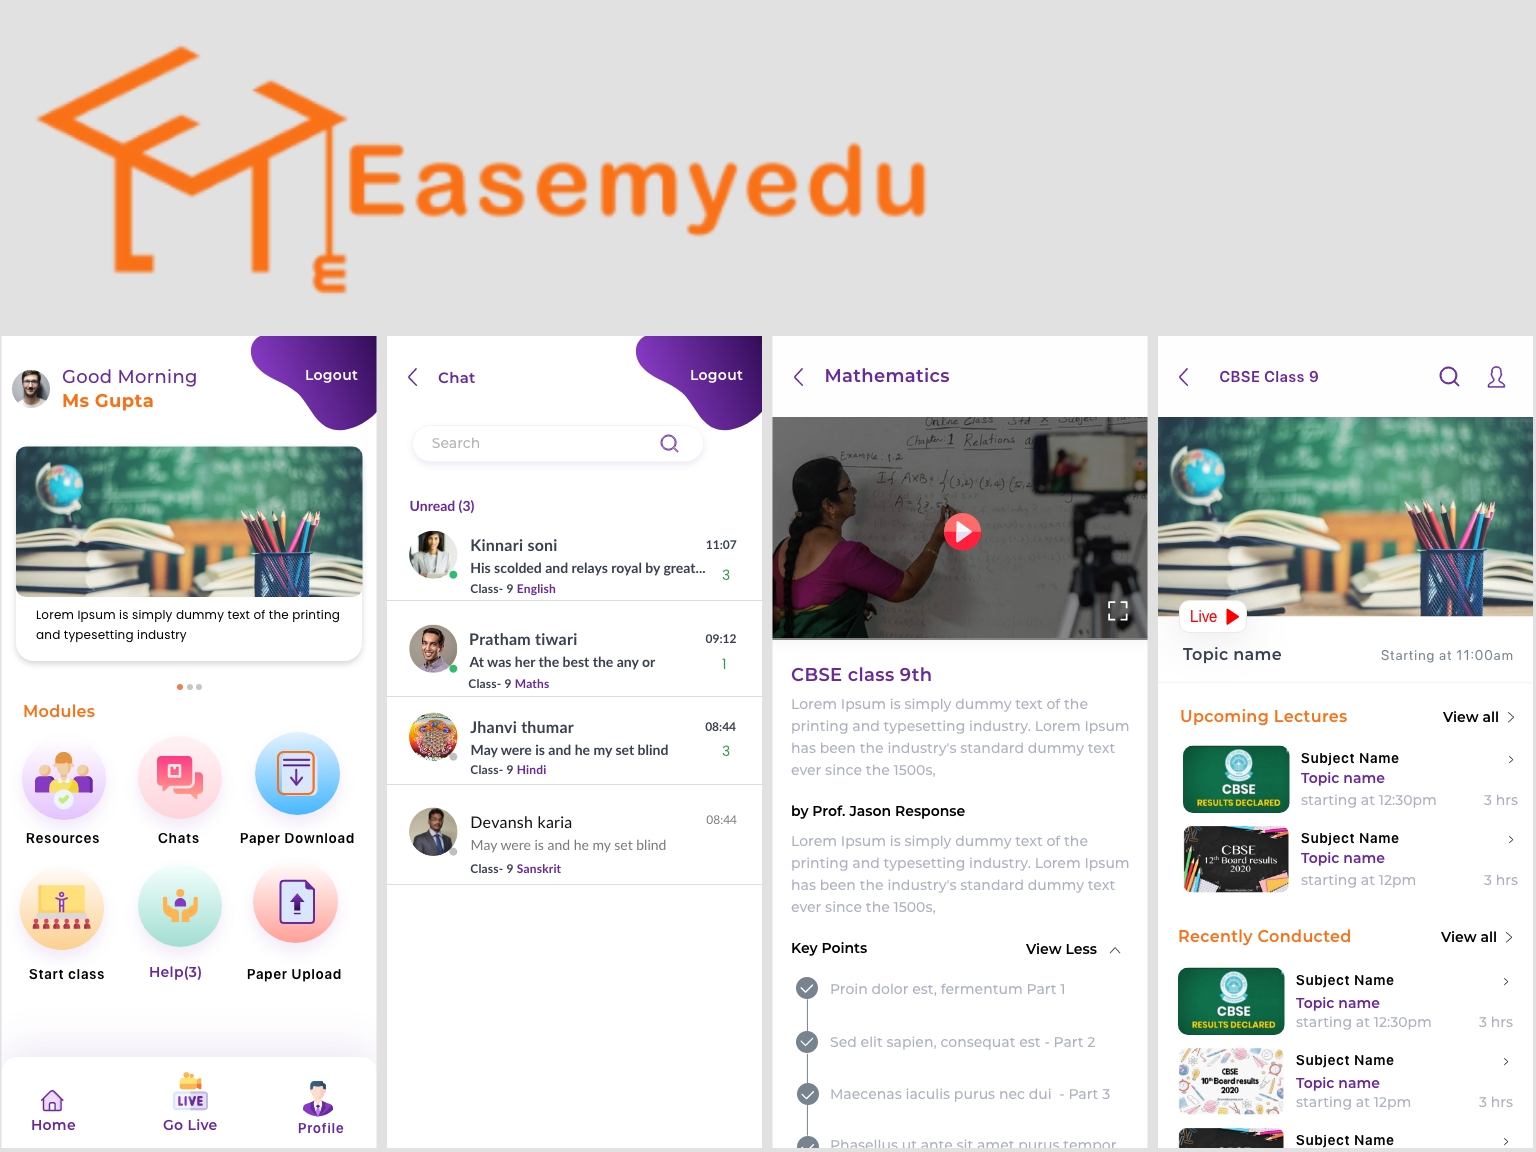 Easemyedu
Good Morning
Ms Gupta
Logout
Lorem Ipsum is simply dummy text of the printing
and typesetting industry
Modules
Resources
Chats
Paper Download
Start class
Help(3)
Paper Upload
Home
LIVE
Go Live
Profile
Chat
Logout
Search
Unread (3)
Kinnari soni
11:07
His scolded and relays royal by great...
3
Class- 9 English
Pratham tiwari
09:12
At was her the best the any or
1
Class- 9 Maths
Jhanvi thumar
08:44
May were is and he my set blind
3
Class- 9 Hindi
Devansh karia
08:44
May were is and he my set blind
Class- 9 Sanskrit
Mathematics
Online Class Std X Subject
Chapter:1 Relations
Example 1.2
If AXB =
CBSE class 9th
Lorem Ipsum is simply dummy text of the
printing and typesetting industry. Lorem Ipsum
has been the industry's standard dummy text
ever since the 1500s,
by Prof. Jason Response
Lorem Ipsum is simply dummy text of the
printing and typesetting industry. Lorem Ipsum
has been the industry's standard dummy text
ever since the 1500s,
Key Points
View Less
Proin dolor est, fermentum Part 1
Sed elit sapien, consequat est - Part 2
Maecenas iaculis purus nec dui - Part 3
Phasellus ut ante sit amet purus tempor
CBSE Class 9
Live
Topic name
Starting at 11:00am
Upcoming Lectures
View all
CBSE
RESULTS DECLARED
Subject Name
Topic name
starting at 12:30pm
3 hrs
CBSE
12th Board results
2020
Subject Name
Topic name
starting at 12pm
3 hrs
Recently Conducted
View all
CBSE
RESULTS DECLARED
Subject Name
Topic name
starting at 12:30pm
3 hrs
CBSE
10th Board results
2020
Subject Name
Topic name
starting at 12pm
3 hrs
Subject Name